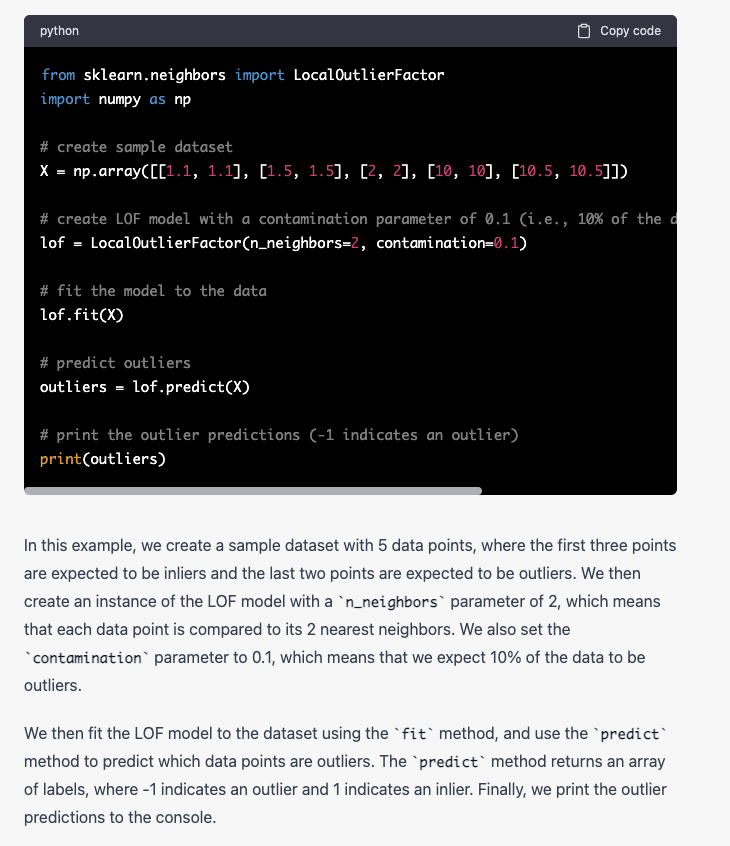 python
Copy code
from sklearn.neighbors import LocalOutlierFactor
import numpy as np
# create sample dataset
X = np.array([[1.1, 1.1], [1.5, 1.5], [2, 2], [10, 10], [10.5, 10.5]])
# create LOF model with a contamination parameter of 0.1 (i.e., 10% of the d
lof = LocalOutlierFactor(n_neighbors=2, contamination=0.1)
# fit the model to the data
lof.fit(X)
# predict outliers
outliers = lof.predict(X)
# print the outlier predictions (-1 indicates an outlier)
print(outliers)
In this example, we create a sample dataset with 5 data points, where the first three points
are expected to be inliers and the last two points are expected to be outliers. We then
create an instance of the LOF model with a `n_neighbors` parameter of 2, which means
that each data point is compared to its 2 nearest neighbors. We also set the
`contamination` parameter to 0.1, which means that we expect 10% of the data to be
outliers.
We then fit the LOF model to the dataset using the `fit` method, and use the `predict`
method to predict which data points are outliers. The `predict` method returns an array
of labels, where -1 indicates an outlier and 1 indicates an inlier. Finally, we print the outlier
predictions to the console.